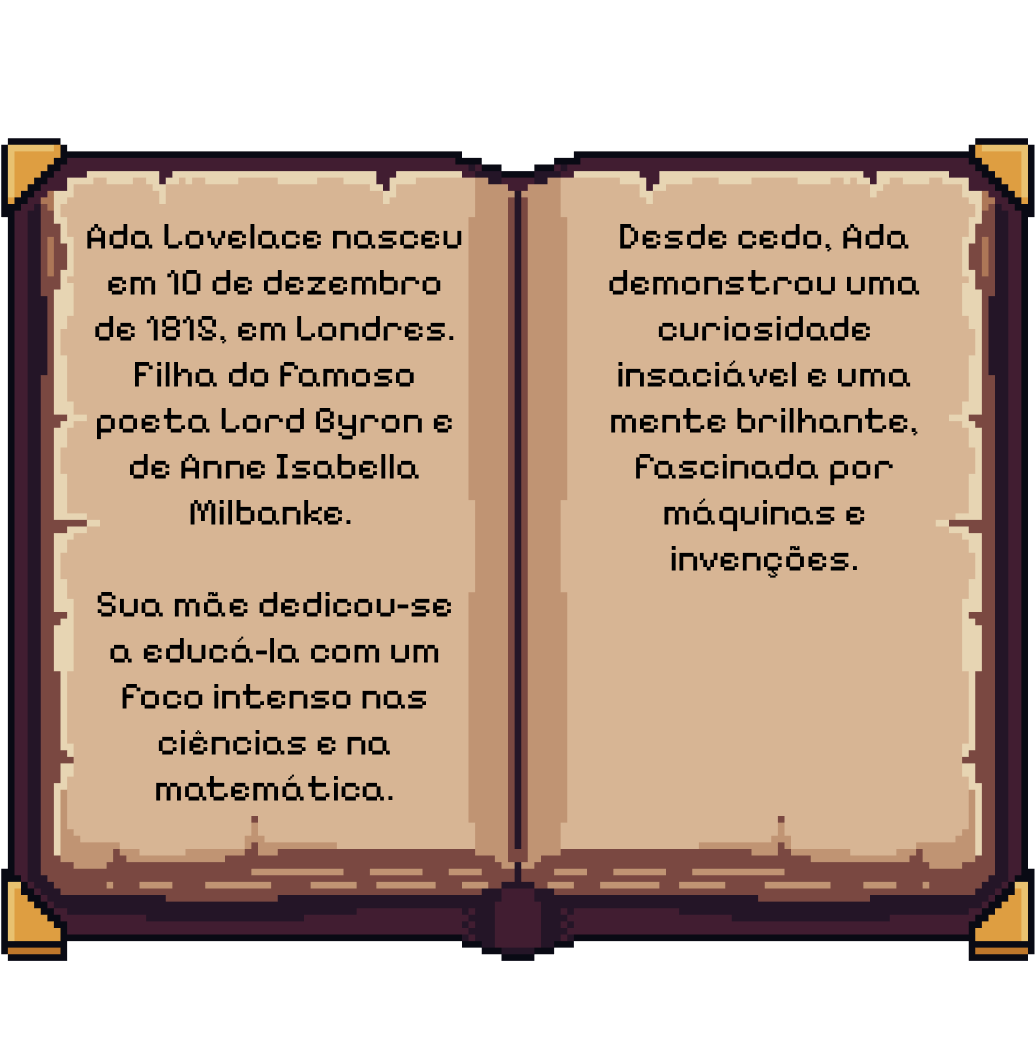 Ada Lovelace nasceu
em 10 de dezembro
de 1819, em Londres.
Filha do famoso
poeta Lord Byron e
de Anne Isabella
Milbanke.
Sua mãe dedicou-se
a educá-la com um
foco intenso nas
ciências e na
matemática.
Desde cedo, Ada
demonstrou uma
curiosidade
insaciável e uma
mente brilhante,
fascinada por
máquinas e
invenções.